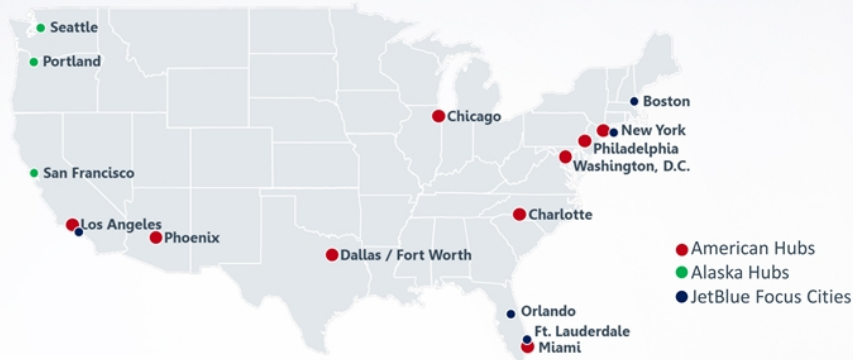 Seattle
Portland
Chicago
Boston
New York
Philadelphia
Washington, D.C.
San Francisco
Charlotte
Los Angeles
Phoenix
Dallas / Fort Worth
Orlando
Ft. Lauderdale
Miami
American Hubs
Alaska Hubs
JetBlue Focus Cities